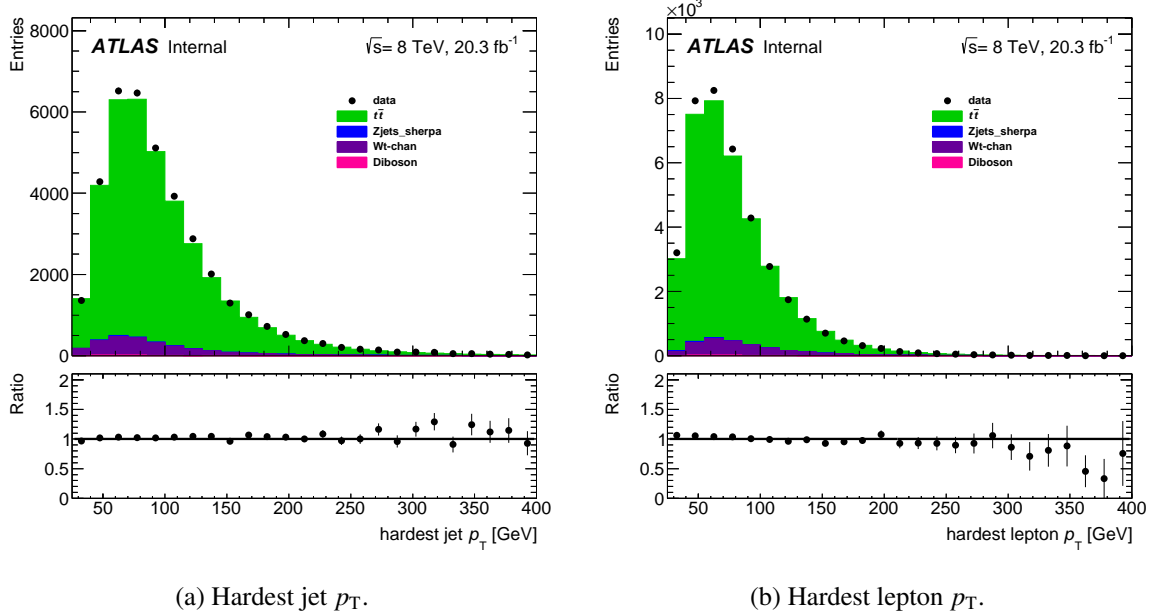 Entries
8000
6000
4000
2000
0
ATLAS Internal
√s= 8 TeV, 20.3 fb⁻¹
data
tt̄
Zjets_sherpa
Wt-chan
Diboson
Ratio
2
1.5
1
0.5
0
50 100 150 200 250 300 350 400
hardest jet p_T [GeV]
(a) Hardest jet p_T.
×10³
Entries
10
8
6
4
2
0
ATLAS Internal
√s= 8 TeV, 20.3 fb⁻¹
data
tt̄
Zjets_sherpa
Wt-chan
Diboson
Ratio
2
1.5
1
0.5
0
50 100 150 200 250 300 350 400
hardest lepton p_T [GeV]
(b) Hardest lepton p_T.